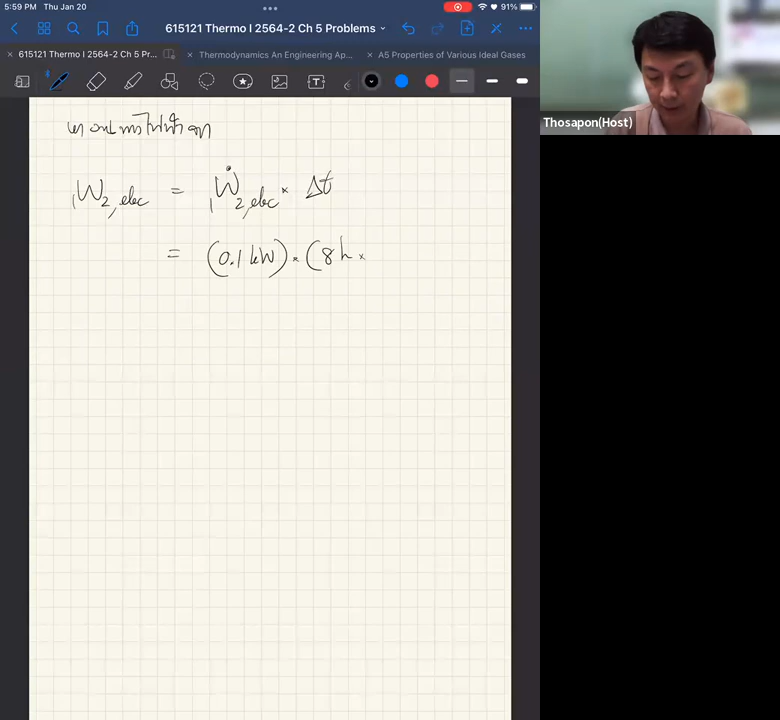 5:59 PM Thu Jan 20
91%
615121 Thermo I 2564-2 Ch 5 Problems
615121 Thermo I 2564-2 Ch 5 Pr...
Thermodynamics An Engineering Ap...
A5 Properties of Various Ideal Gases
Thosapon(Host)
₁W₂,elec = ₁Ẇ₂,elec × Δt
= (0.1 kW) × (8 h ×